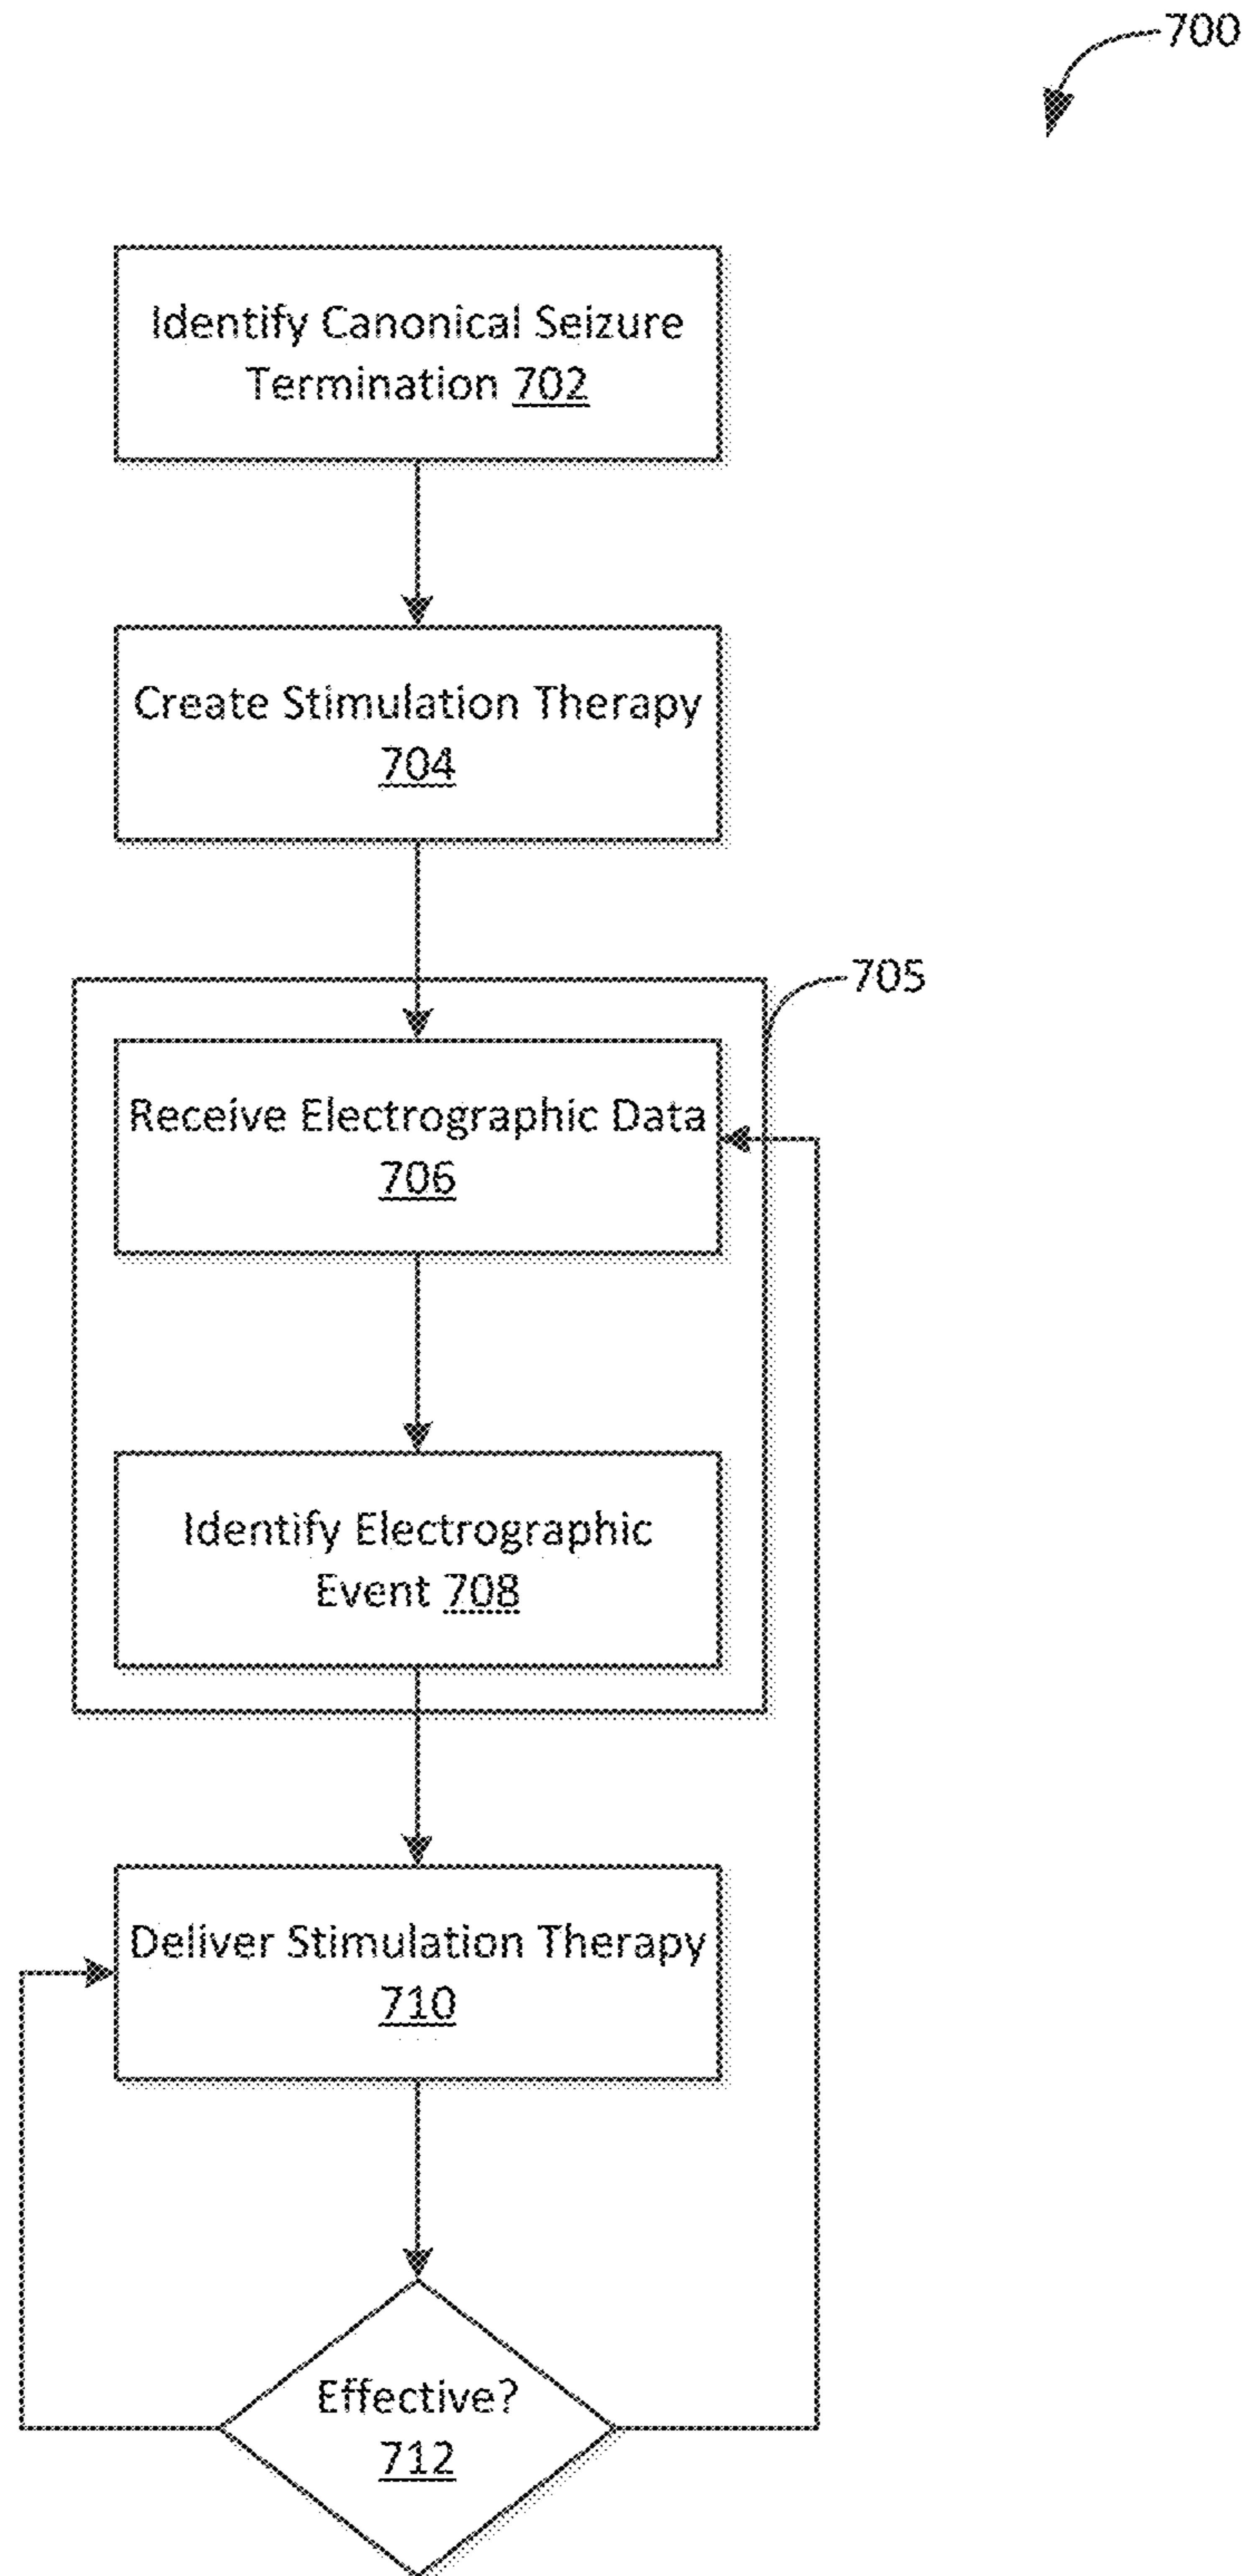 700
Identify Canonical Seizure
Termination 702
Create Stimulation Therapy
704
705
Receive Electrographic Data
706
Identify Electrographic
Event 708
Deliver Stimulation Therapy
710
Effective?
712